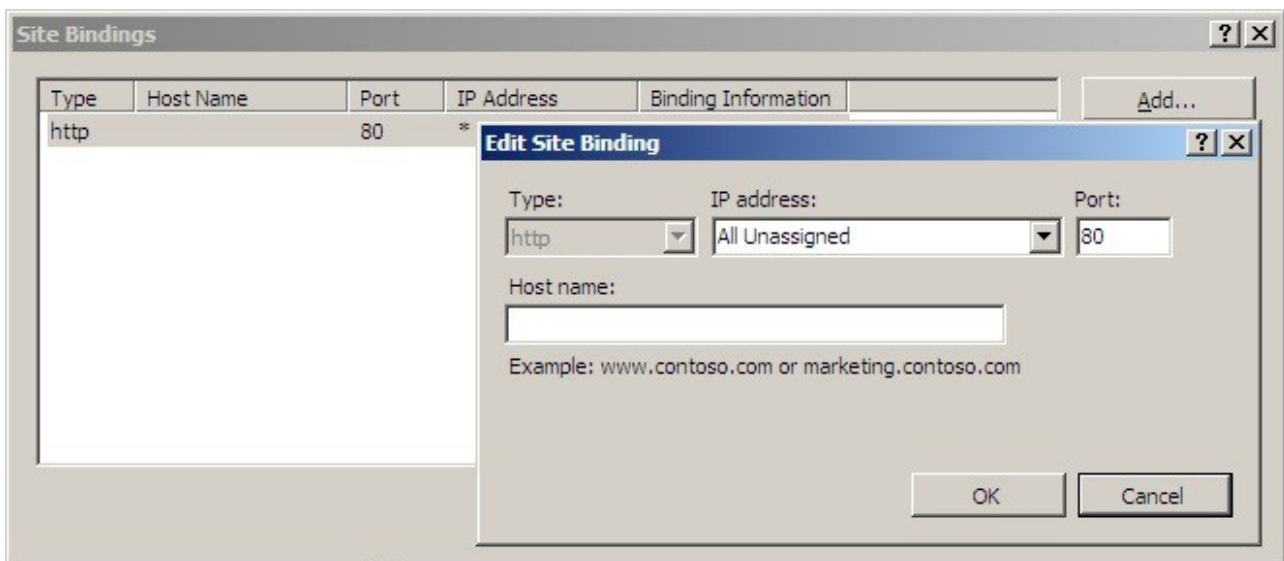 Site Bindings
Type Host Name Port IP Address Binding Information Add...
http 80 *
Edit Site Binding
Type: IP address: Port:
http All Unassigned 80
Host name:
Example: www.contoso.com or marketing.contoso.com
OK Cancel